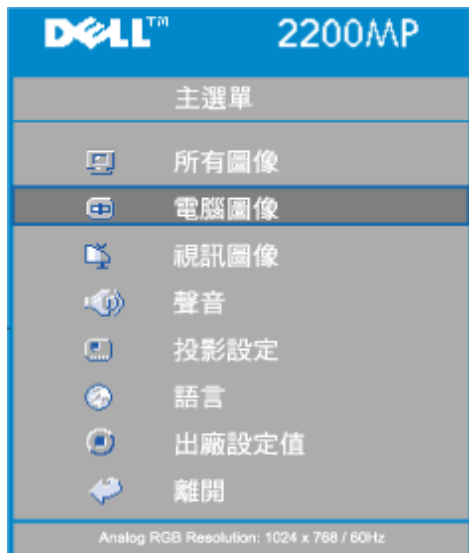 DELL™ 2200MP
主選單
所有圖像
電腦圖像
視訊圖像
聲音
投影設定
語言
出廠設定值
離開
Analog RGB Resolution: 1024 x 768 / 60Hz